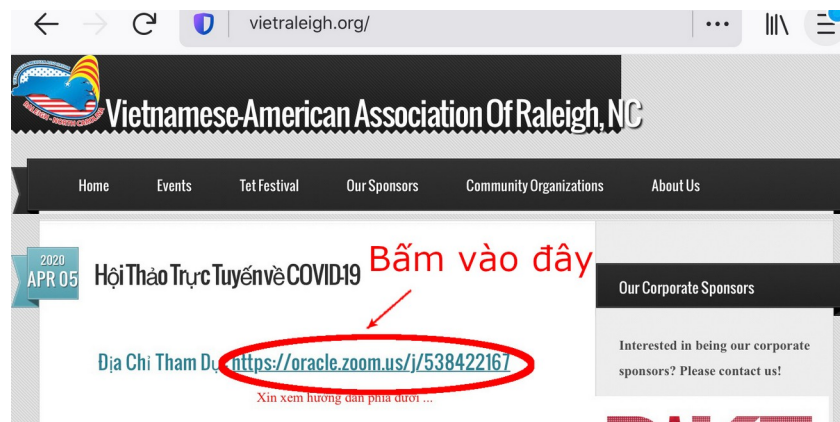 vietraleigh.org/
Vietnamese-American Association Of Raleigh, NC
Home Events Tet Festival Our Sponsors Community Organizations About Us
2020
APR 05
Hội Thảo Trực Tuyến về COVID-19
Bấm vào đây
Địa Chỉ Tham Dự https://oracle.zoom.us/j/538422167
Xin xem hướng dẫn phía dưới ...
Our Corporate Sponsors
Interested in being our corporate
sponsors? Please contact us!